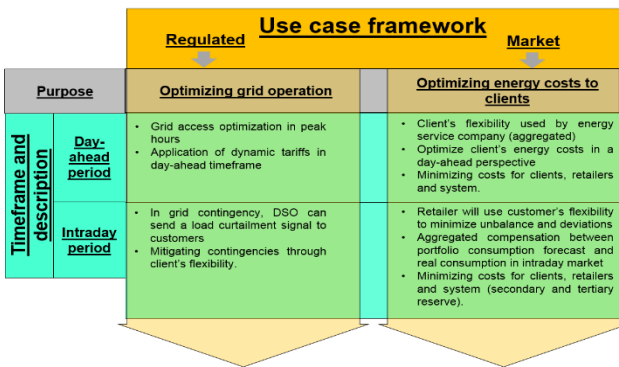 Use case framework
Regulated
Market
Purpose
Optimizing grid operation
Optimizing energy costs to
clients
Timeframe and
description
Day-
ahead
period
• Grid access optimization in peak
hours
• Application of dynamic tariffs in
day-ahead timeframe
• Client's flexibility used by energy
service company (aggregated)
• Optimize client's energy costs in a
day-ahead perspective
• Minimizing costs for clients, retailers
and system.
Intraday
period
• In grid contingency, DSO can
send a load curtailment signal to
customers
• Mitigating contingencies through
client's flexibility.
• Retailer will use customer's flexibility
to minimize unbalance and deviations
• Aggregated compensation between
portfolio consumption forecast and
real consumption in intraday market
• Minimizing costs for clients, retailers
and system (secondary and tertiary
reserve).